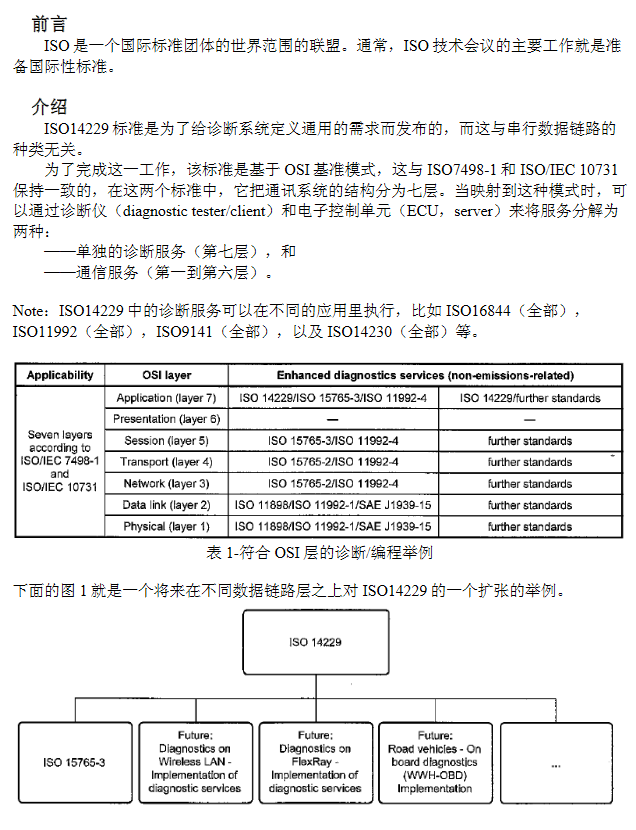 前言
ISO 是一个国际标准团体的世界范围的联盟。通常，ISO 技术会议的主要工作就是准
备国际性标准。
介绍
ISO14229 标准是为了给诊断系统定义通用的需求而发布的，而这与串行数据链路的
种类无关。
为了完成这一工作，该标准是基于 OSI 基准模式，这与 ISO7498-1 和 ISO/IEC 10731
保持一致的，在这两个标准中，它把通讯系统的结构分为七层。当映射到这种模式时，可
以通过诊断仪（diagnostic tester/client）和电子控制单元（ECU，server）来将服务分解为
两种：
——单独的诊断服务（第七层），和
——通信服务（第一到第六层）。
Note：ISO14229 中的诊断服务可以在不同的应用里执行，比如 ISO16844（全部），
ISO11992（全部），ISO9141（全部），以及 ISO14230（全部）等。
Applicability OSI layer Enhanced diagnostics services (non-emissions-related)
Seven layers
according to
ISO/IEC 7498-1
and
ISO/IEC 10731
Application (layer 7) ISO 14229/ISO 15765-3/ISO 11992-4 ISO 14229/further standards
Presentation (layer 6) — —
Session (layer 5) ISO 15765-3/ISO 11992-4 further standards
Transport (layer 4) ISO 15765-2/ISO 11992-4 further standards
Network (layer 3) ISO 15765-2/ISO 11992-4 further standards
Data link (layer 2) ISO 11898/ISO 11992-1/SAE J1939-15 further standards
Physical (layer 1) ISO 11898/ISO 11992-1/SAE J1939-15 further standards
表 1-符合 OSI 层的诊断/编程举例
下面的图 1 就是一个将来在不同数据链路层之上对 ISO14229 的一个扩张的举例。
ISO 14229
ISO 15765-3
Future:
Diagnostics on
Wireless LAN -
Implementation of
diagnostic services
Future:
Diagnostics on
FlexRay -
Implementation of
diagnostic services
Future:
Road vehicles - On
board diagnostics
(WWH-OBD)
Implementation
...